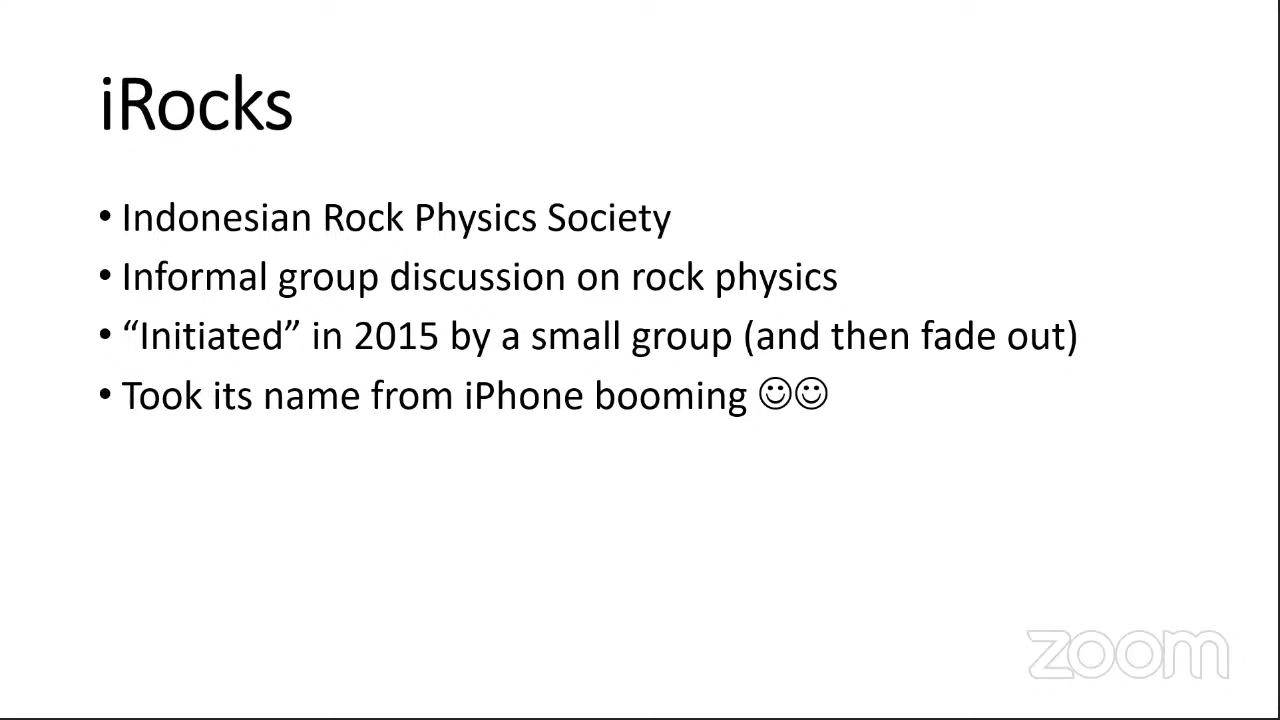 iRocks
• Indonesian Rock Physics Society
• Informal group discussion on rock physics
• “Initiated” in 2015 by a small group (and then fade out)
• Took its name from iPhone booming ☺☺
zoom